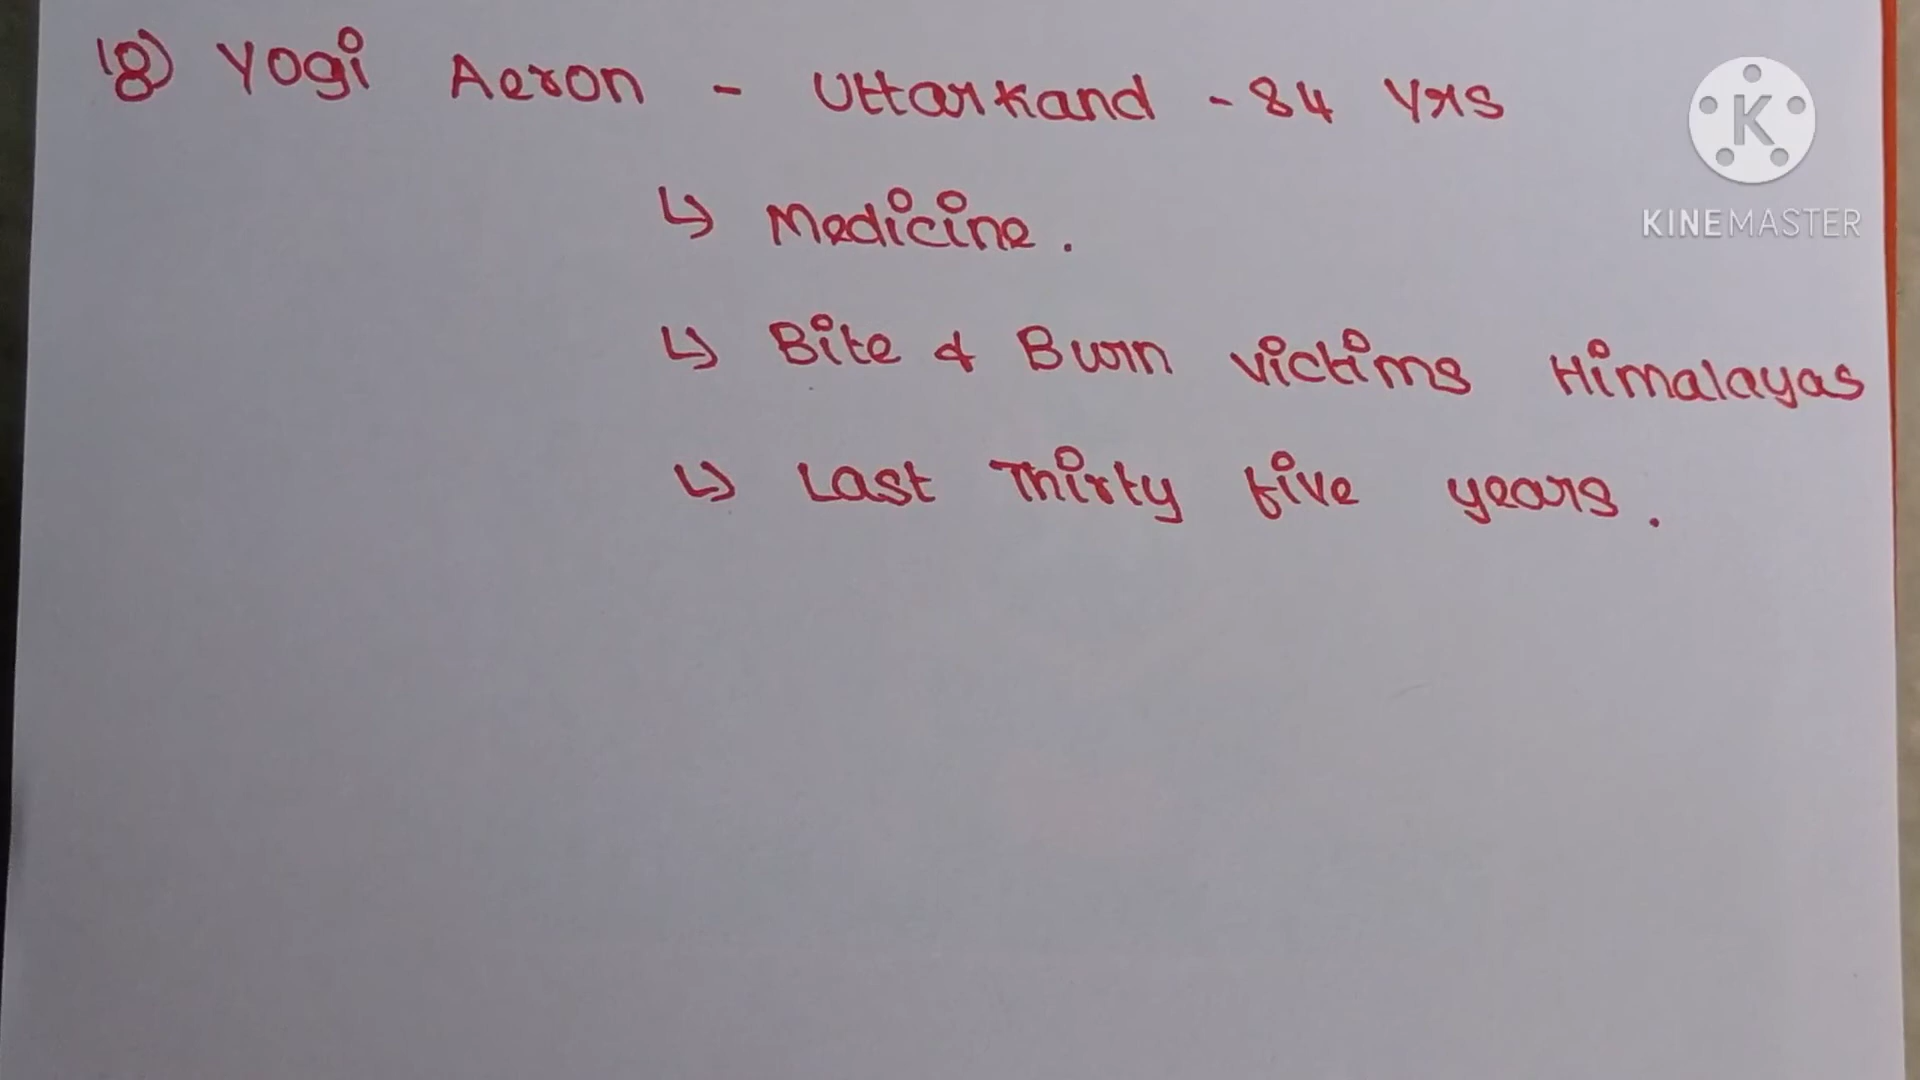 18) Yogi Aeron - Uttarkand - 84 Yrs
↳ Medicine.
↳ Bite & Burn victims Himalayas
↳ Last Thirty five years.
K
KINEMASTER